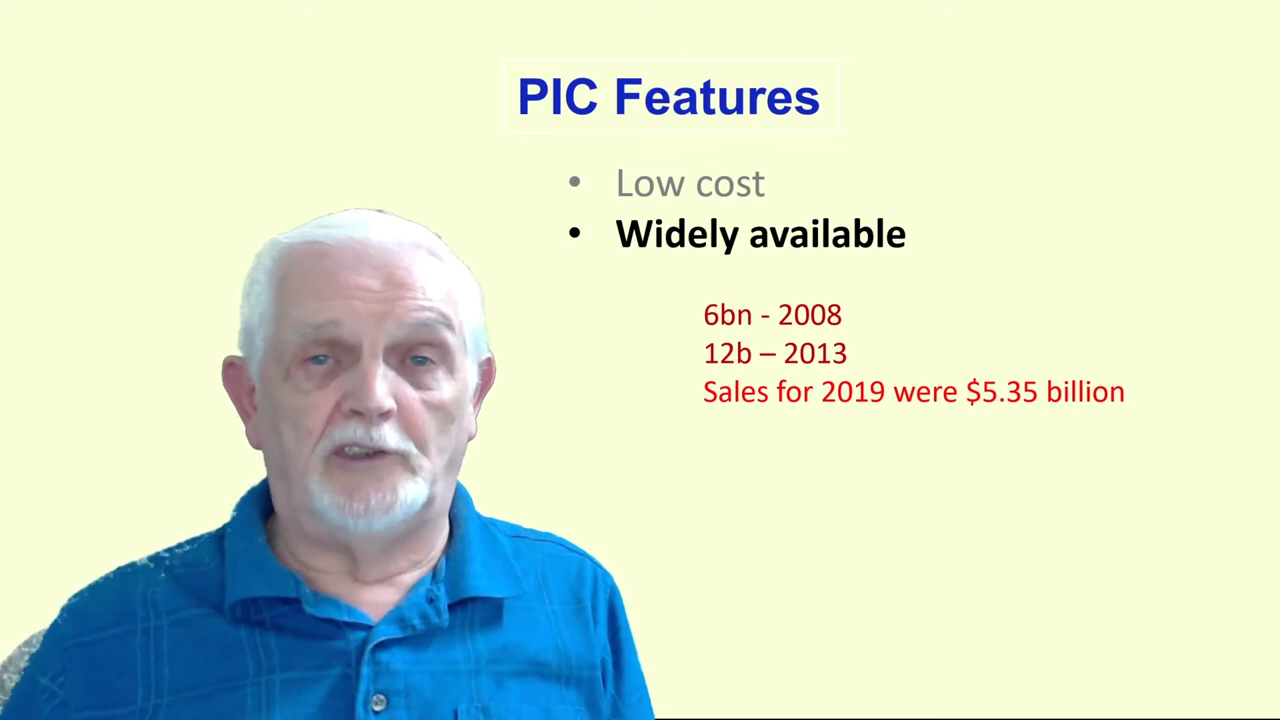 PIC Features
• Low cost
• Widely available
6bn - 2008
12b – 2013
Sales for 2019 were $5.35 billion